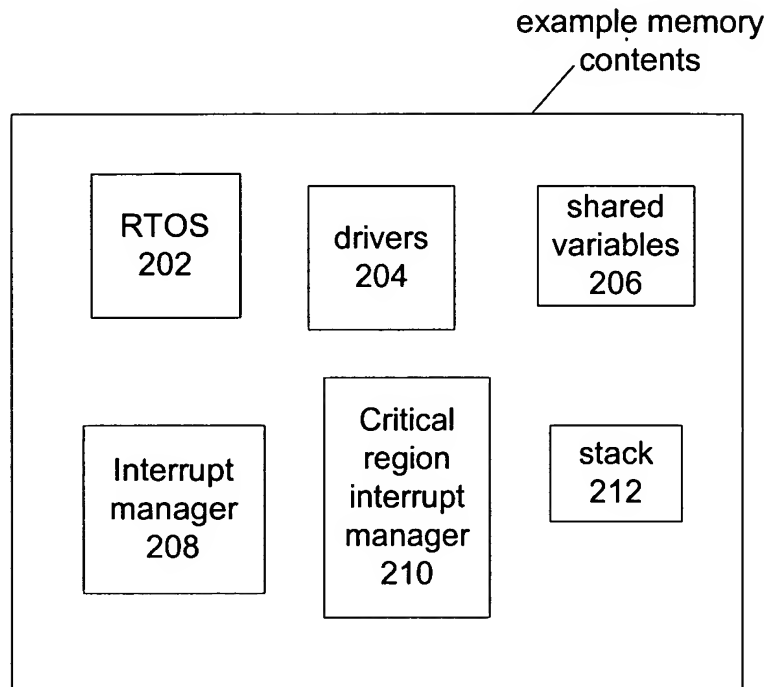 example memory
contents
RTOS
202
drivers
204
shared
variables
206
Interrupt
manager
208
Critical
region
interrupt
manager
210
stack
212